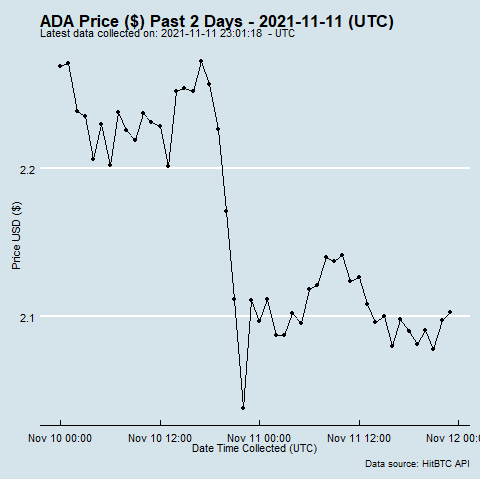 ADA Price ($) Past 2 Days - 2021-11-11 (UTC)
Latest data collected on: 2021-11-11 23:01:18 - UTC
2.2
Price USD ($)
2.1
Nov 10 00:00 Nov 10 12:00 Nov 11 00:00 Nov 11 12:00 Nov 12 00:
Date Time Collected (UTC)
Data source: HitBTC API